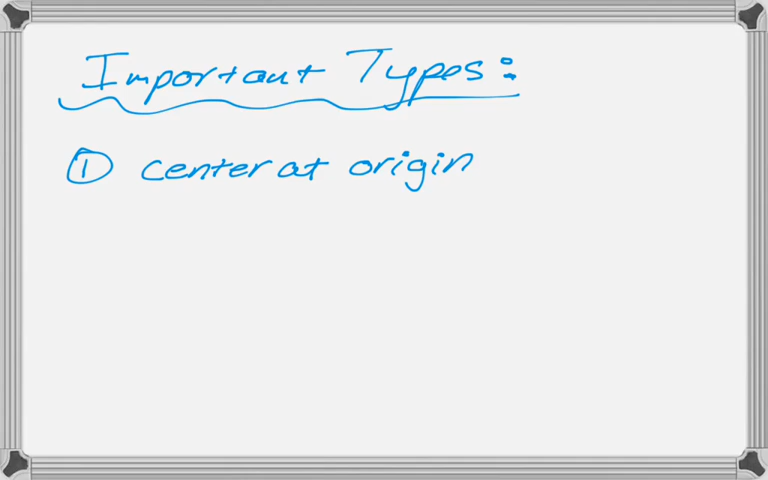 Important Types:
① center at origin